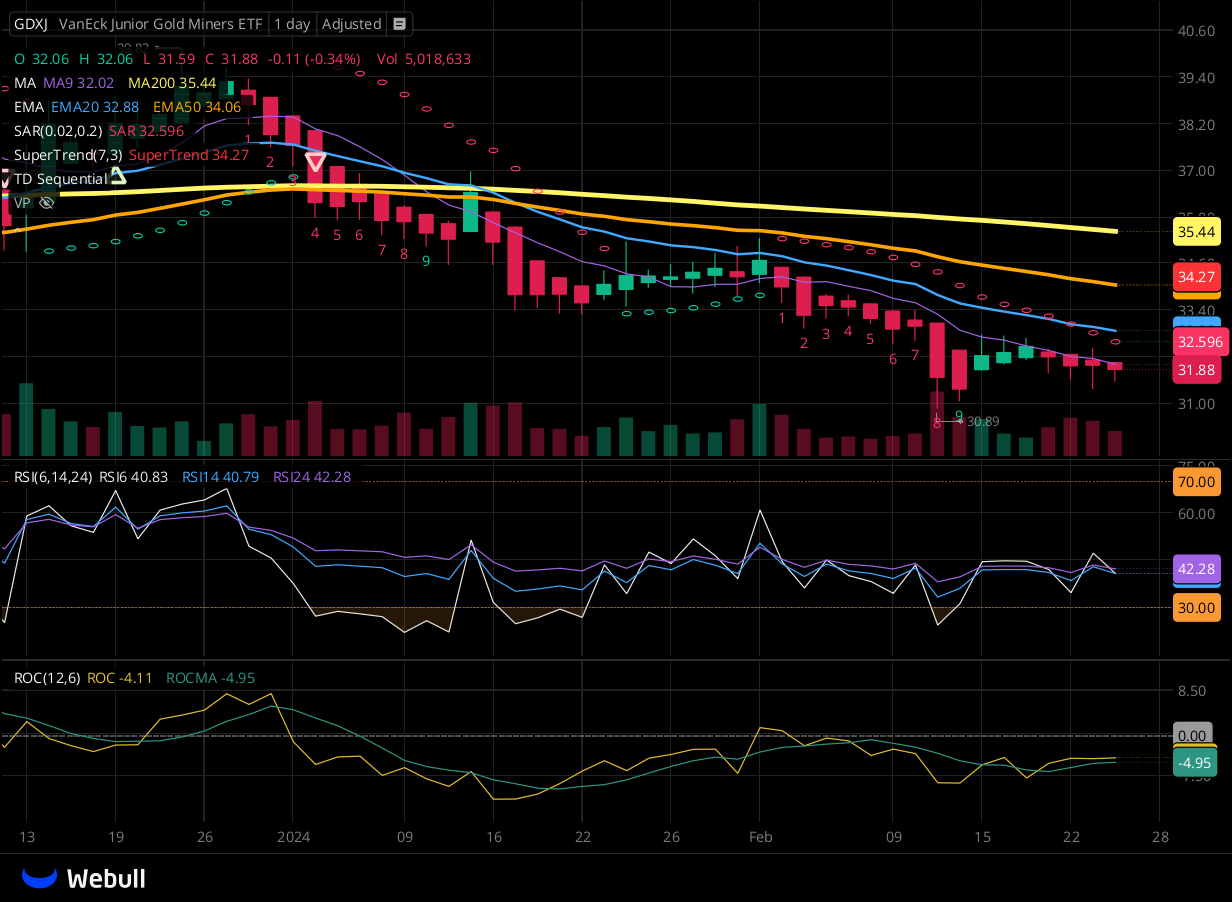 GDXJ VanEck Junior Gold Miners ETF 1 day Adjusted
40.60
O 32.06 H 32.06 L 31.59 C 31.88 -0.11 (-0.34%) Vol 5,018,633
39.40
MA MA9 32.02 MA200 35.44
EMA EMA20 32.88 EMA50 34.06
38.20
SAR(0.02,0.2) SAR 32.596
1
SuperTrend(7,3) SuperTrend 34.27
2
37.00
TD Sequential
3
VP
4 5 6
35.44
7 8 9
34.27
33.40
1 2 3 4 5 6 7
32.596
31.88
31.00
8 9 30.89
RSI(6,14,24) RSI6 40.83 RSI14 40.79 RSI24 42.28
70.00
60.00
42.28
30.00
ROC(12,6) ROC -4.11 ROCMA -4.95
8.50
0.00
-4.95
13 19 26 2024 09 16 22 26 Feb 09 15 22 28
Webull